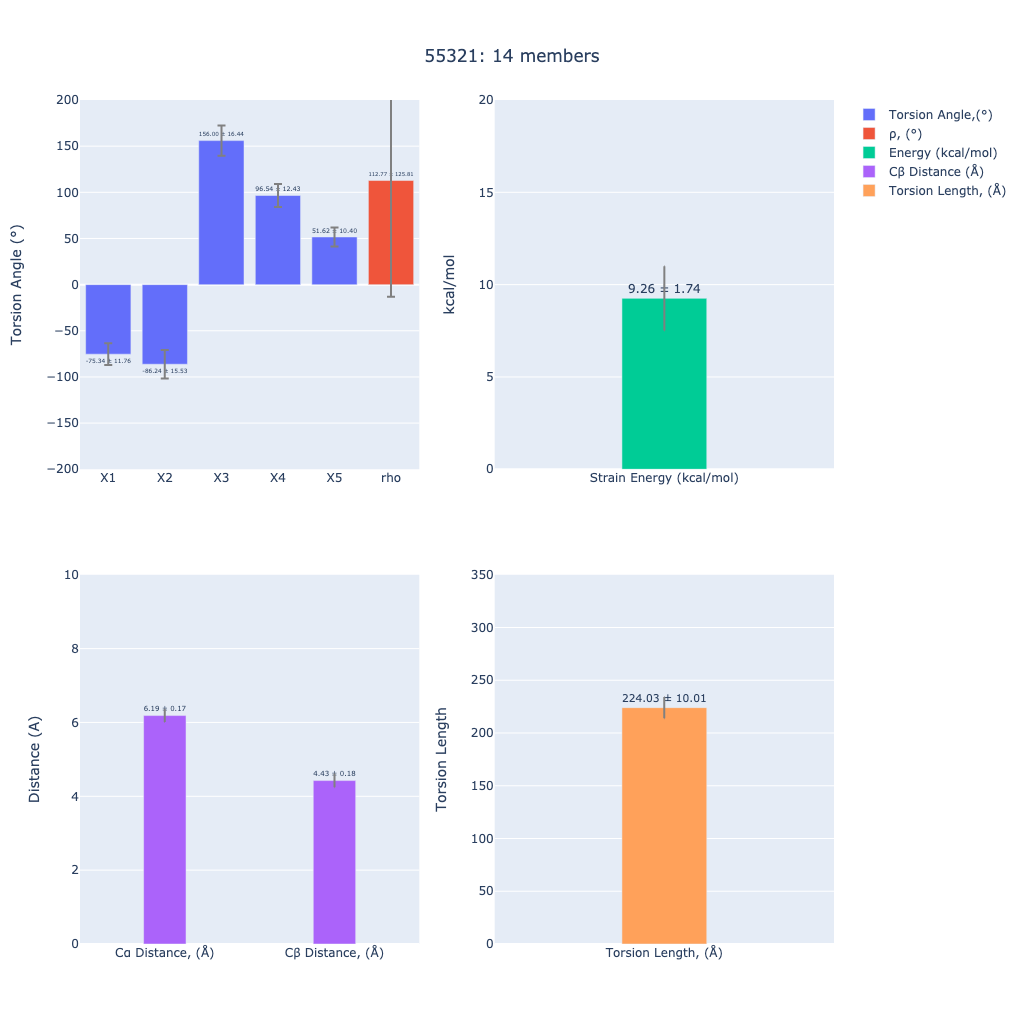 55321: 14 members
Torsion Angle (°)
200
150
100
50
0
−50
−100
−150
−200
-75.34 ± 11.76
-86.24 ± 15.53
156.00 ± 16.44
96.54 ± 12.43
51.62 ± 10.40
112.77 ± 125.81
X1 X2 X3 X4 X5 rho
kcal/mol
20
15
10
5
0
9.26 ± 1.74
Strain Energy (kcal/mol)
Torsion Angle,(°)
ρ, (°)
Energy (kcal/mol)
Cβ Distance (Å)
Torsion Length, (Å)
Distance (A)
10
8
6
4
2
0
6.19 ± 0.17
4.43 ± 0.18
Cα Distance, (Å) Cβ Distance, (Å)
Torsion Length
350
300
250
200
150
100
50
0
224.03 ± 10.01
Torsion Length, (Å)